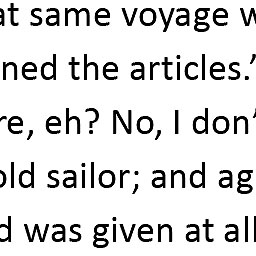 at same voyage w
ned the articles.’
re, eh? No, I don’
old sailor; and ag
d was given at all